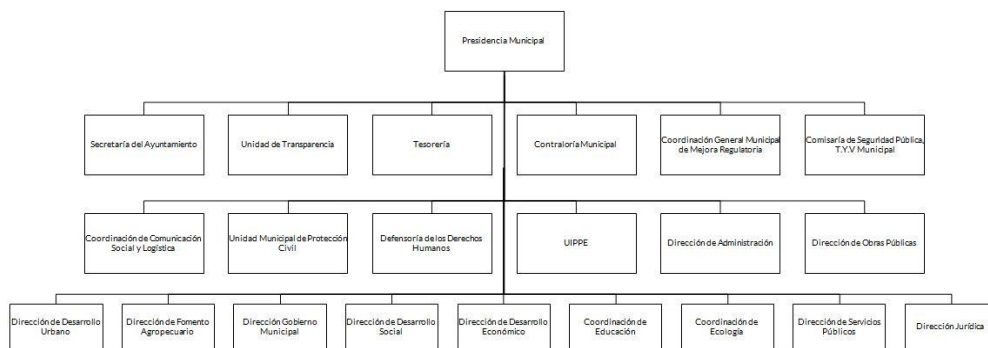 Presidencia Municipal
Secretaría del Ayuntamiento
Unidad de Transparencia
Tesorería
Contraloría Municipal
Coordinación General Municipal
de Mejora Regulatoria
Comisaría de Seguridad Pública,
T.Y.V Municipal
Coordinación de Comunicación
Social y Logística
Unidad Municipal de Protección
Civil
Defensoría de los Derechos
Humanos
UIPPE
Dirección de Administración
Dirección de Obras Públicas
Dirección de Desarrollo
Urbano
Dirección de Fomento
Agropecuario
Dirección Gobierno
Municipal
Dirección de Desarrollo
Social
Dirección de Desarrollo
Económico
Coordinación de
Educación
Coordinación de
Ecología
Dirección de Servicios
Públicos
Dirección Jurídica